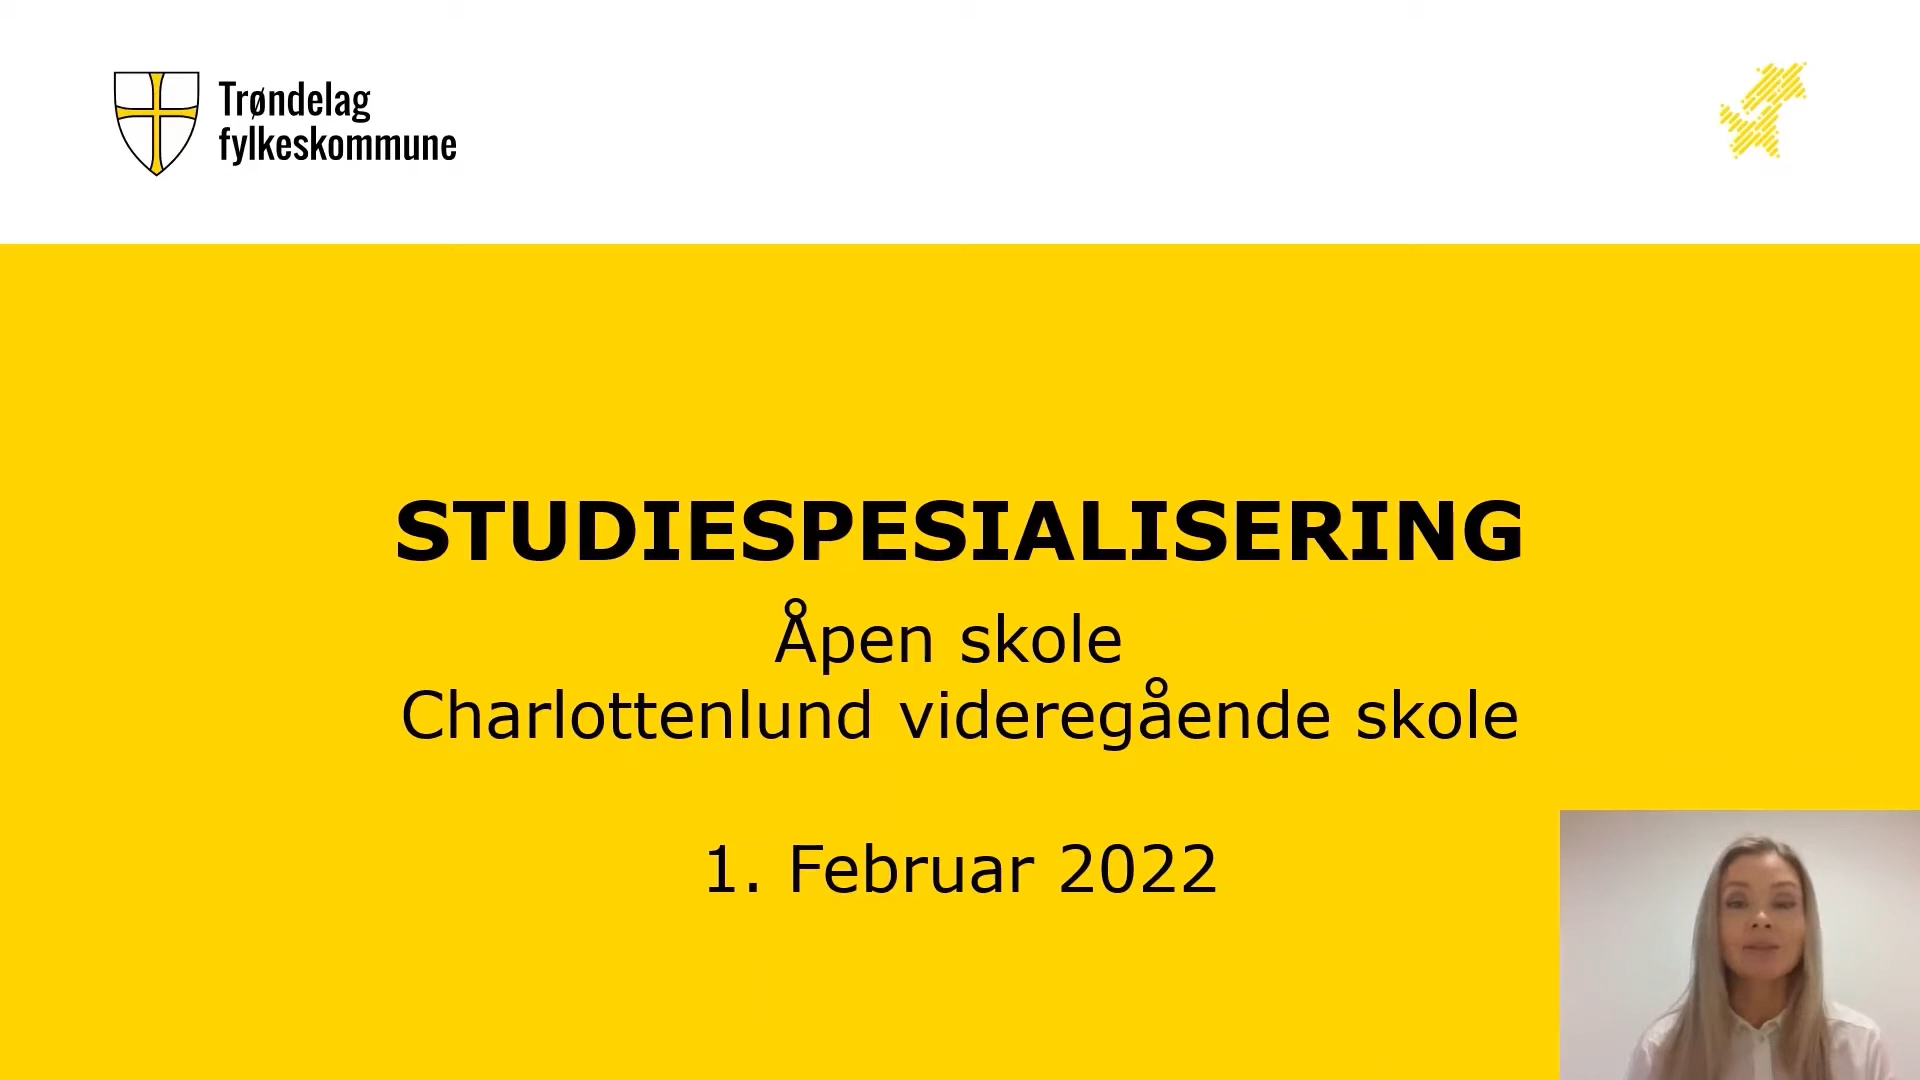 Trøndelag
fylkeskommune
STUDIESPESIALISERING
Åpen skole
Charlottenlund videregående skole
1. Februar 2022